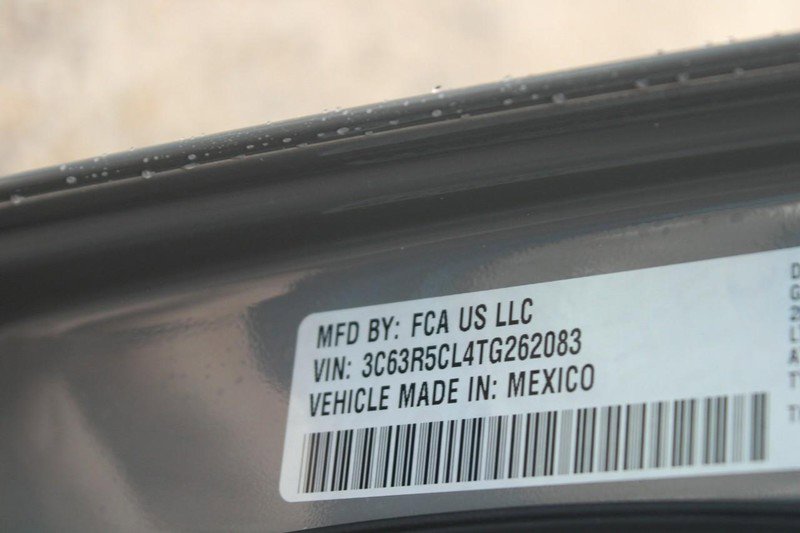 MFD BY: FCA US LLC
VIN: 3C63R5CL4TG262083
VEHICLE MADE IN: MEXICO